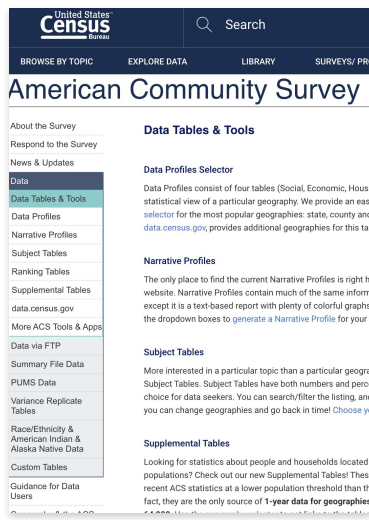 United States®
Census
Bureau
Search
BROWSE BY TOPIC
EXPLORE DATA
LIBRARY
SURVEYS/
American Community Survey
About the Survey
Respond to the Survey
News & Updates
Data
Data Tables & Tools
Data Profiles
Narrative Profiles
Subject Tables
Ranking Tables
Supplemental Tables
data.census.gov
More ACS Tools & Apps
Data via FTP
Summary File Data
PUMS Data
Variance Replicate
Tables
Race/Ethnicity &
American Indian &
Alaska Native Data
Custom Tables
Guidance for Data
Users
Data Tables & Tools
Data Profiles Selector
Data Profiles consist of four tables (Social, Economic, Hous
statistical view of a particular geography. We provide an eas
selector for the most popular geographies: state, county and
data.census.gov, provides additional geographies for this ta
Narrative Profiles
The only place to find the current Narrative Profiles is right h
website. Narrative Profiles contain much of the same inform
except it is a text-based report with plenty of colorful graphs
the dropdown boxes to generate a Narrative Profile for your
Subject Tables
More interested in a particular topic than a particular geogra
Subject Tables. Subject Tables have both numbers and perc
choice for data seekers. You can search/filter the listing, and
you can change geographies and go back in time! Choose yo
Supplemental Tables
Looking for statistics about people and households located
populations? Check out our new Supplemental Tables! Thes
recent ACS statistics at a lower population threshold than th
fact, they are the only source of 1-year data for geographies